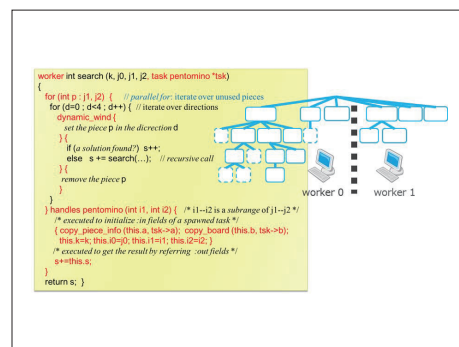 worker int search (k, j0, j1, j2, task pentomino *tsk)
{
for (int p : j1, j2) { // parallel for: iterate over unused pieces
for (d=0 ; d<4 ; d++) { // iterate over directions
dynamic_wind {
set the piece p in the dicrection d
} {
if (a solution found?) s++;
else s += search(…); // recursive call
} {
remove the piece p
}
}
} handles pentomino (int i1, int i2) { /* i1--i2 is a subrange of j1--j2 */
/* executed to initialize :in fields of a spawned task */
{ copy_piece_info (this.a, tsk->a); copy_board (this.b, tsk->b);
this.k=k; this.i0=j0; this.i1=i1; this.i2=i2; }
/* executed to get the result by referring :out fields */
s+=this.s;
}
return s; }
worker 0
worker 1